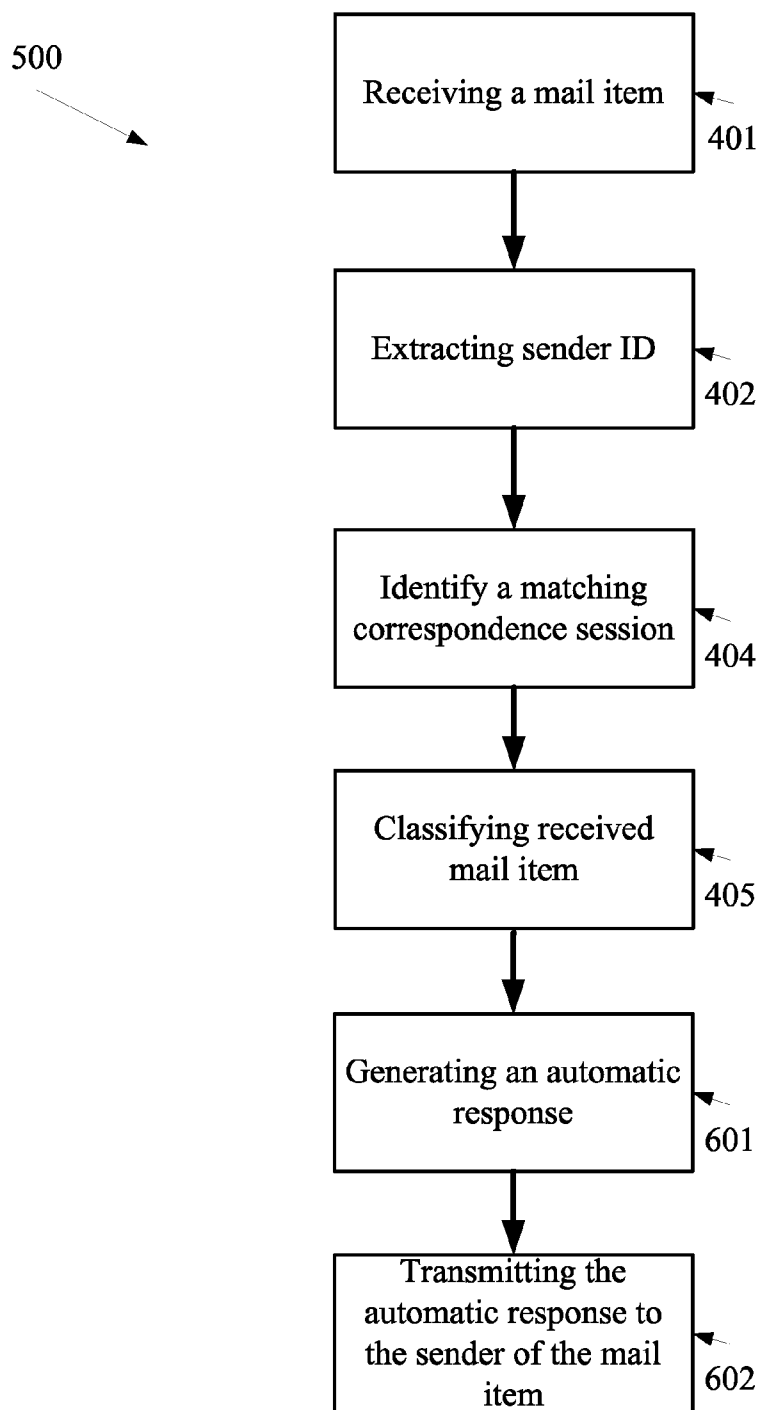 500
Receiving a mail item
401
Extracting sender ID
402
Identify a matching
correspondence session
404
Classifying received
mail item
405
Generating an automatic
response
601
Transmitting the
automatic response to
the sender of the mail
item
602